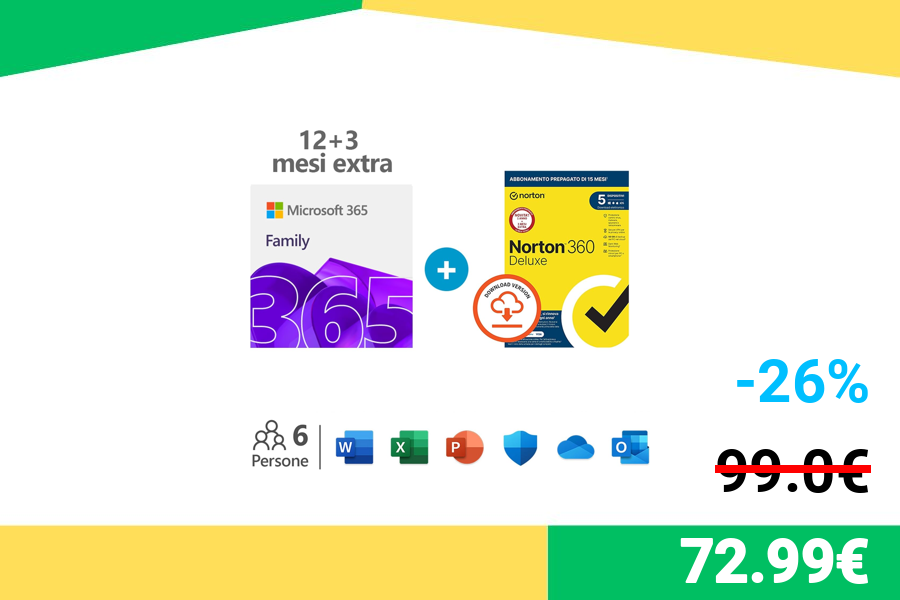 12+3
mesi extra
Microsoft 365
Family
365
+
ABBONAMENTO PREPAGATO DI 15 MESI
norton
5
Norton 360
Deluxe
DOWNLOAD VERSION
-26%
6
Persone
W
X
P
O
99.0€
72.99€